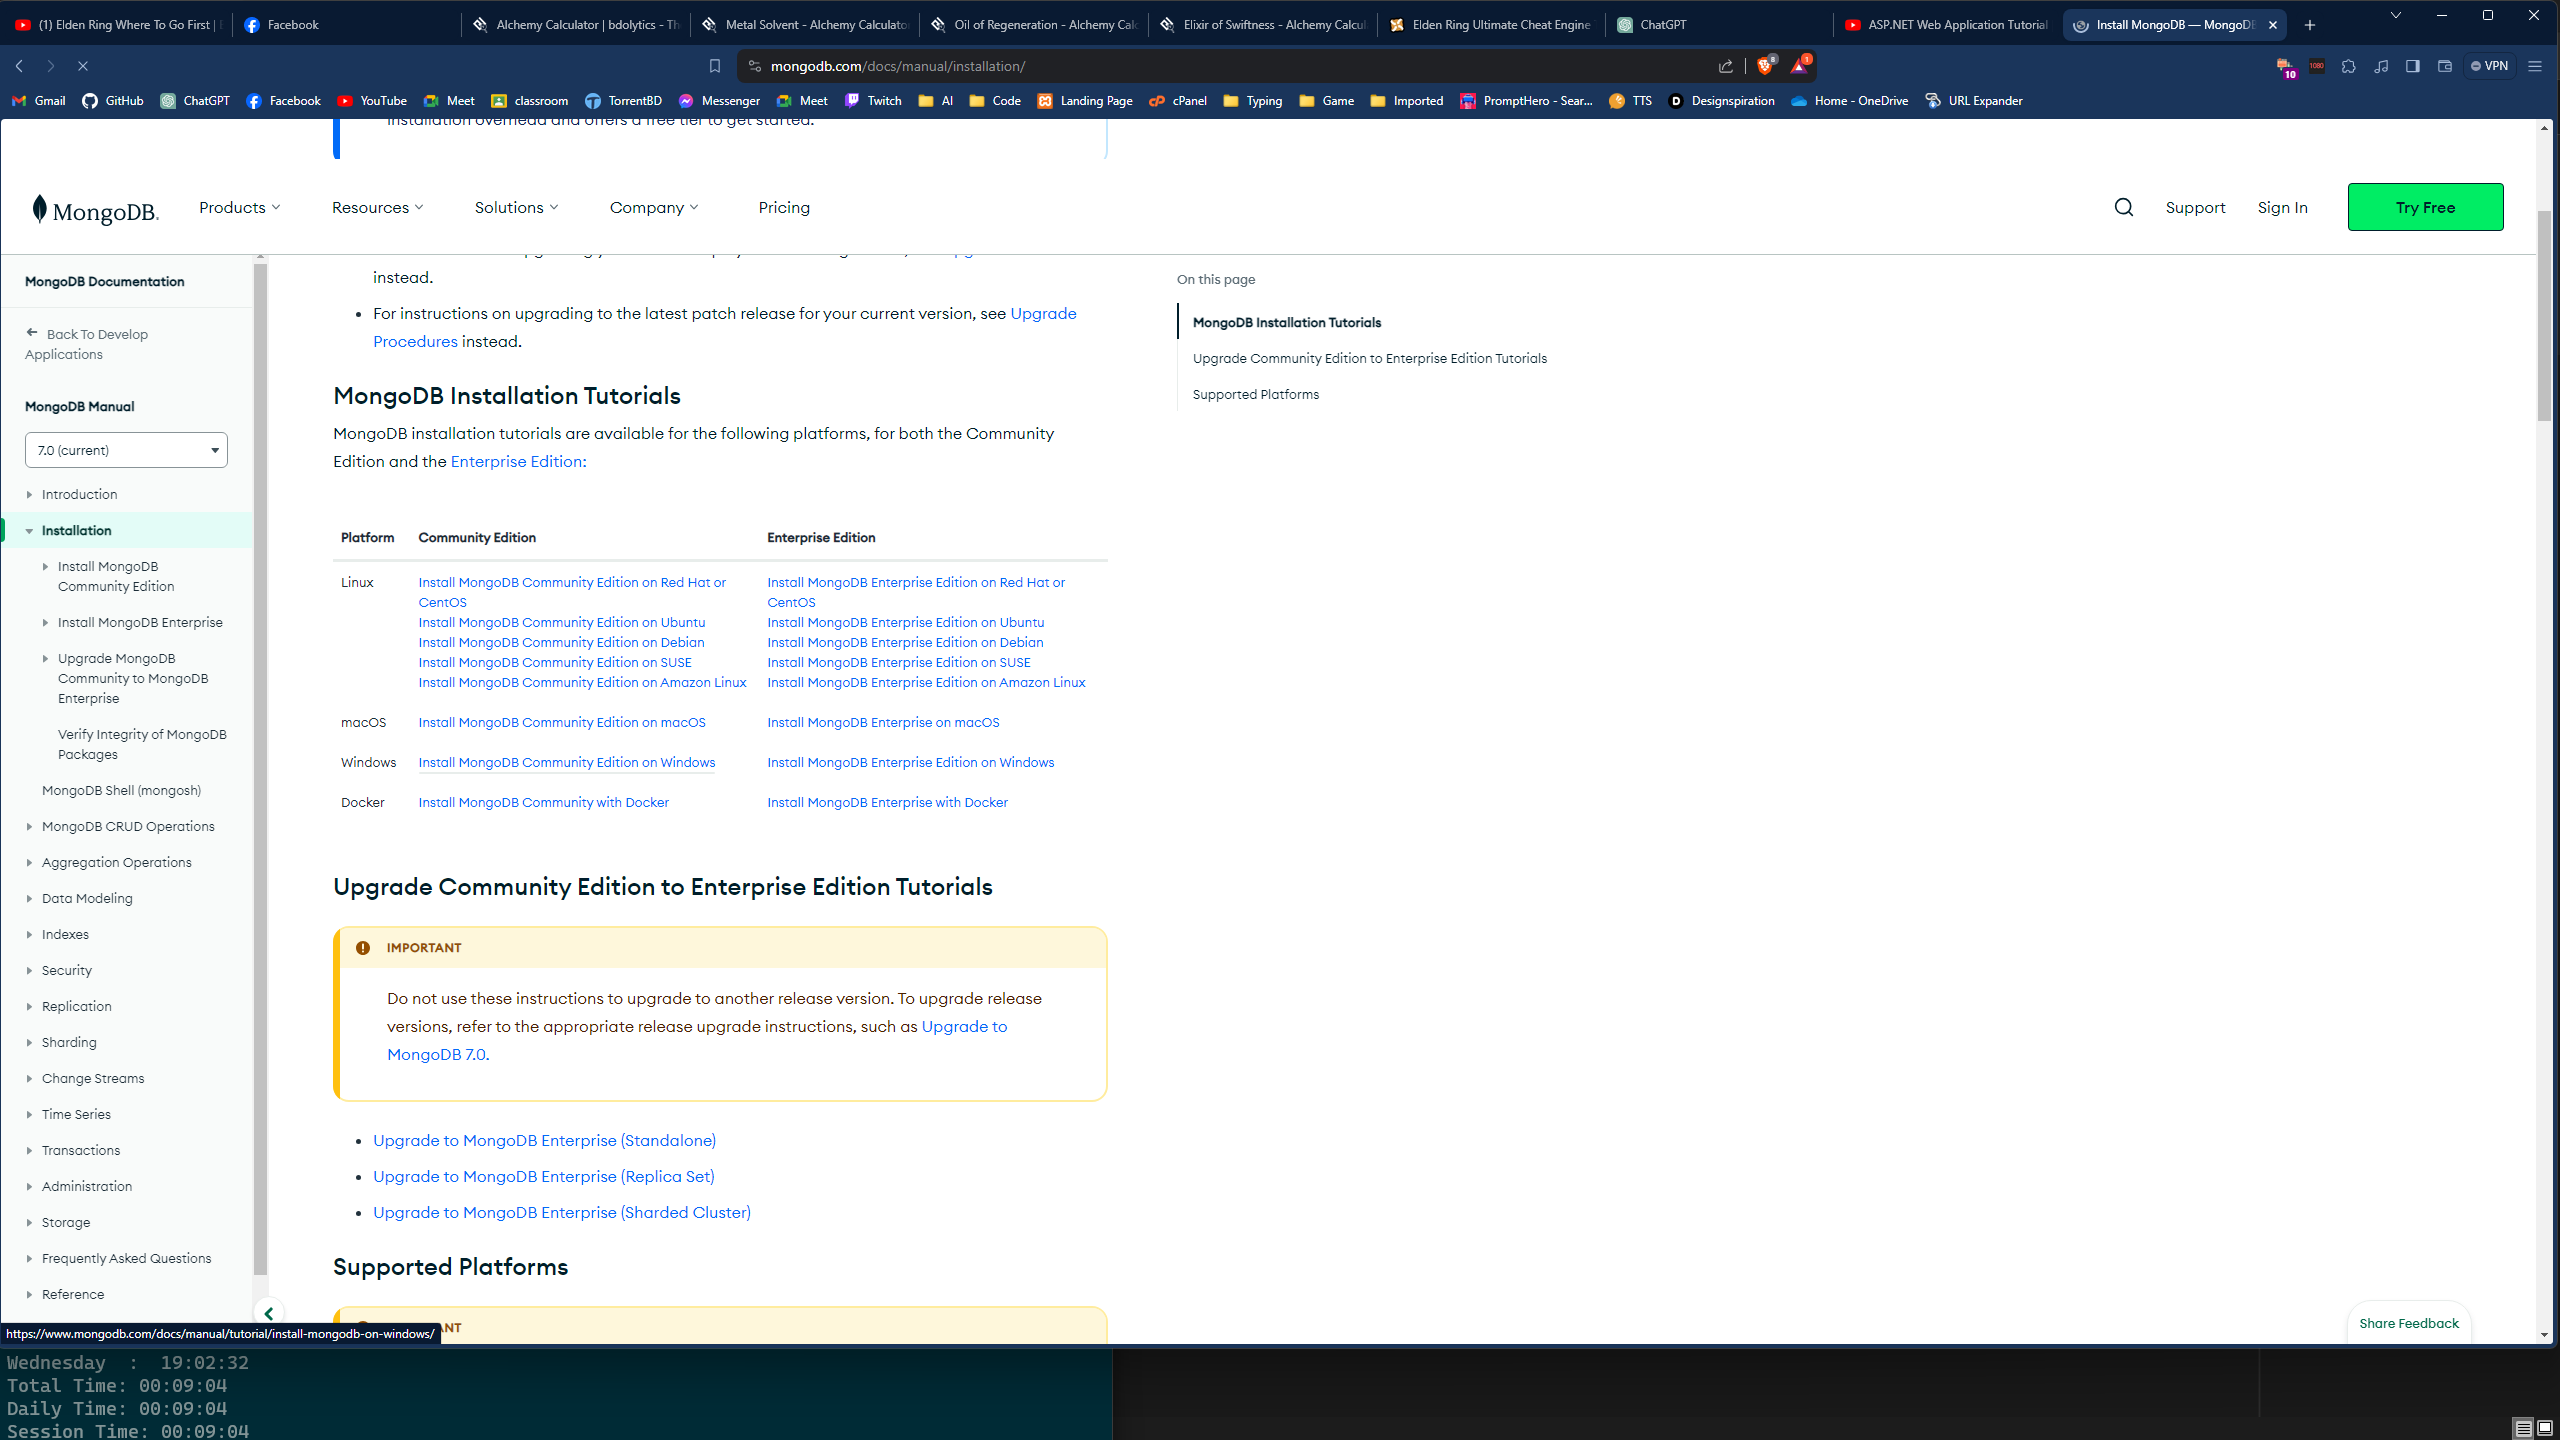 (1) Elden Ring Where To Go First |
Facebook
Alchemy Calculator | bdolytics - Th
Metal Solvent - Alchemy Calculato
Oil of Regeneration - Alchemy Calc
Elixir of Swiftness - Alchemy Calcul
Elden Ring Ultimate Cheat Engine
ChatGPT
ASP.NET Web Application Tutorial
Install MongoDB — MongoDB
mongodb.com/docs/manual/installation/
8
1
10
1080
VPN
Gmail
GitHub
ChatGPT
Facebook
YouTube
Meet
classroom
TorrentBD
Messenger
Meet
Twitch
AI
Code
Landing Page
cPanel
Typing
Game
Imported
PromptHero - Sear...
TTS
Designspiration
Home - OneDrive
URL Expander
installation overhead and offers a free tier to get started.
MongoDB.
Products
Resources
Solutions
Company
Pricing
Support
Sign In
Try Free
MongoDB Documentation
Back To Develop
Applications
MongoDB Manual
7.0 (current)
Introduction
Installation
Install MongoDB
Community Edition
Install MongoDB Enterprise
Upgrade MongoDB
Community to MongoDB
Enterprise
Verify Integrity of MongoDB
Packages
MongoDB Shell (mongosh)
MongoDB CRUD Operations
Aggregation Operations
Data Modeling
Indexes
Security
Replication
Sharding
Change Streams
Time Series
Transactions
Administration
Storage
Frequently Asked Questions
Reference
instead.
For instructions on upgrading to the latest patch release for your current version, see Upgrade
Procedures instead.
MongoDB Installation Tutorials
MongoDB installation tutorials are available for the following platforms, for both the Community
Edition and the Enterprise Edition:
Platform
Community Edition
Enterprise Edition
Linux
Install MongoDB Community Edition on Red Hat or
CentOS
Install MongoDB Community Edition on Ubuntu
Install MongoDB Community Edition on Debian
Install MongoDB Community Edition on SUSE
Install MongoDB Community Edition on Amazon Linux
Install MongoDB Enterprise Edition on Red Hat or
CentOS
Install MongoDB Enterprise Edition on Ubuntu
Install MongoDB Enterprise Edition on Debian
Install MongoDB Enterprise Edition on SUSE
Install MongoDB Enterprise Edition on Amazon Linux
macOS
Install MongoDB Community Edition on macOS
Install MongoDB Enterprise on macOS
Windows
Install MongoDB Community Edition on Windows
Install MongoDB Enterprise Edition on Windows
Docker
Install MongoDB Community with Docker
Install MongoDB Enterprise with Docker
Upgrade Community Edition to Enterprise Edition Tutorials
IMPORTANT
Do not use these instructions to upgrade to another release version. To upgrade release
versions, refer to the appropriate release upgrade instructions, such as Upgrade to
MongoDB 7.0.
Upgrade to MongoDB Enterprise (Standalone)
Upgrade to MongoDB Enterprise (Replica Set)
Upgrade to MongoDB Enterprise (Sharded Cluster)
Supported Platforms
ANT
On this page
MongoDB Installation Tutorials
Upgrade Community Edition to Enterprise Edition Tutorials
Supported Platforms
Share Feedback
https://www.mongodb.com/docs/manual/tutorial/install-mongodb-on-windows/
Wednesday : 19:02:32
Total Time: 00:09:04
Daily Time: 00:09:04
Session Time: 00:09:04